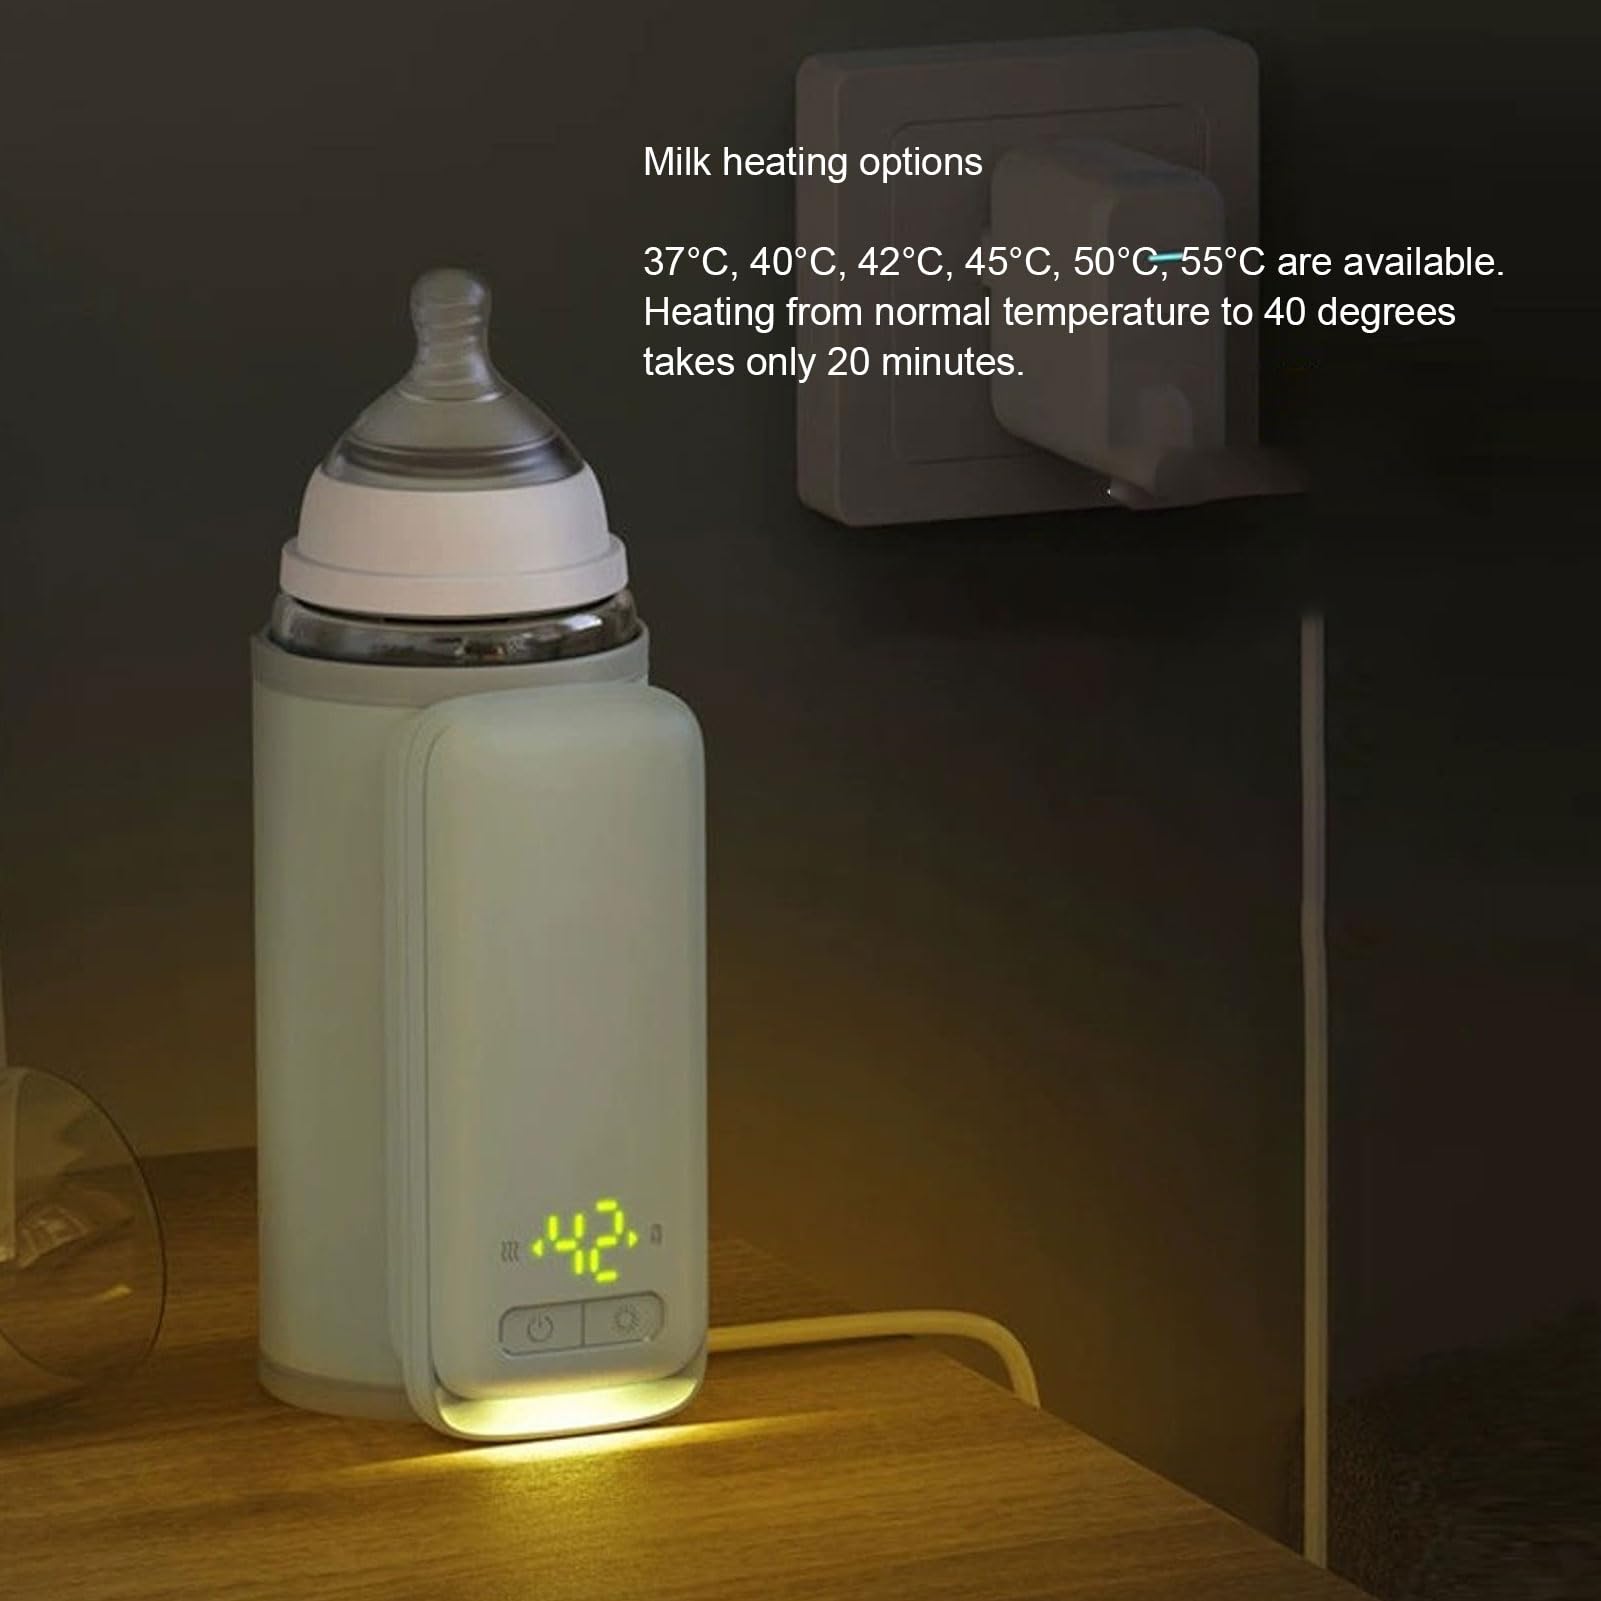 Milk heating options
37°C, 40°C, 42°C, 45°C, 50°C, 55°C are available.
Heating from normal temperature to 40 degrees
takes only 20 minutes.
42